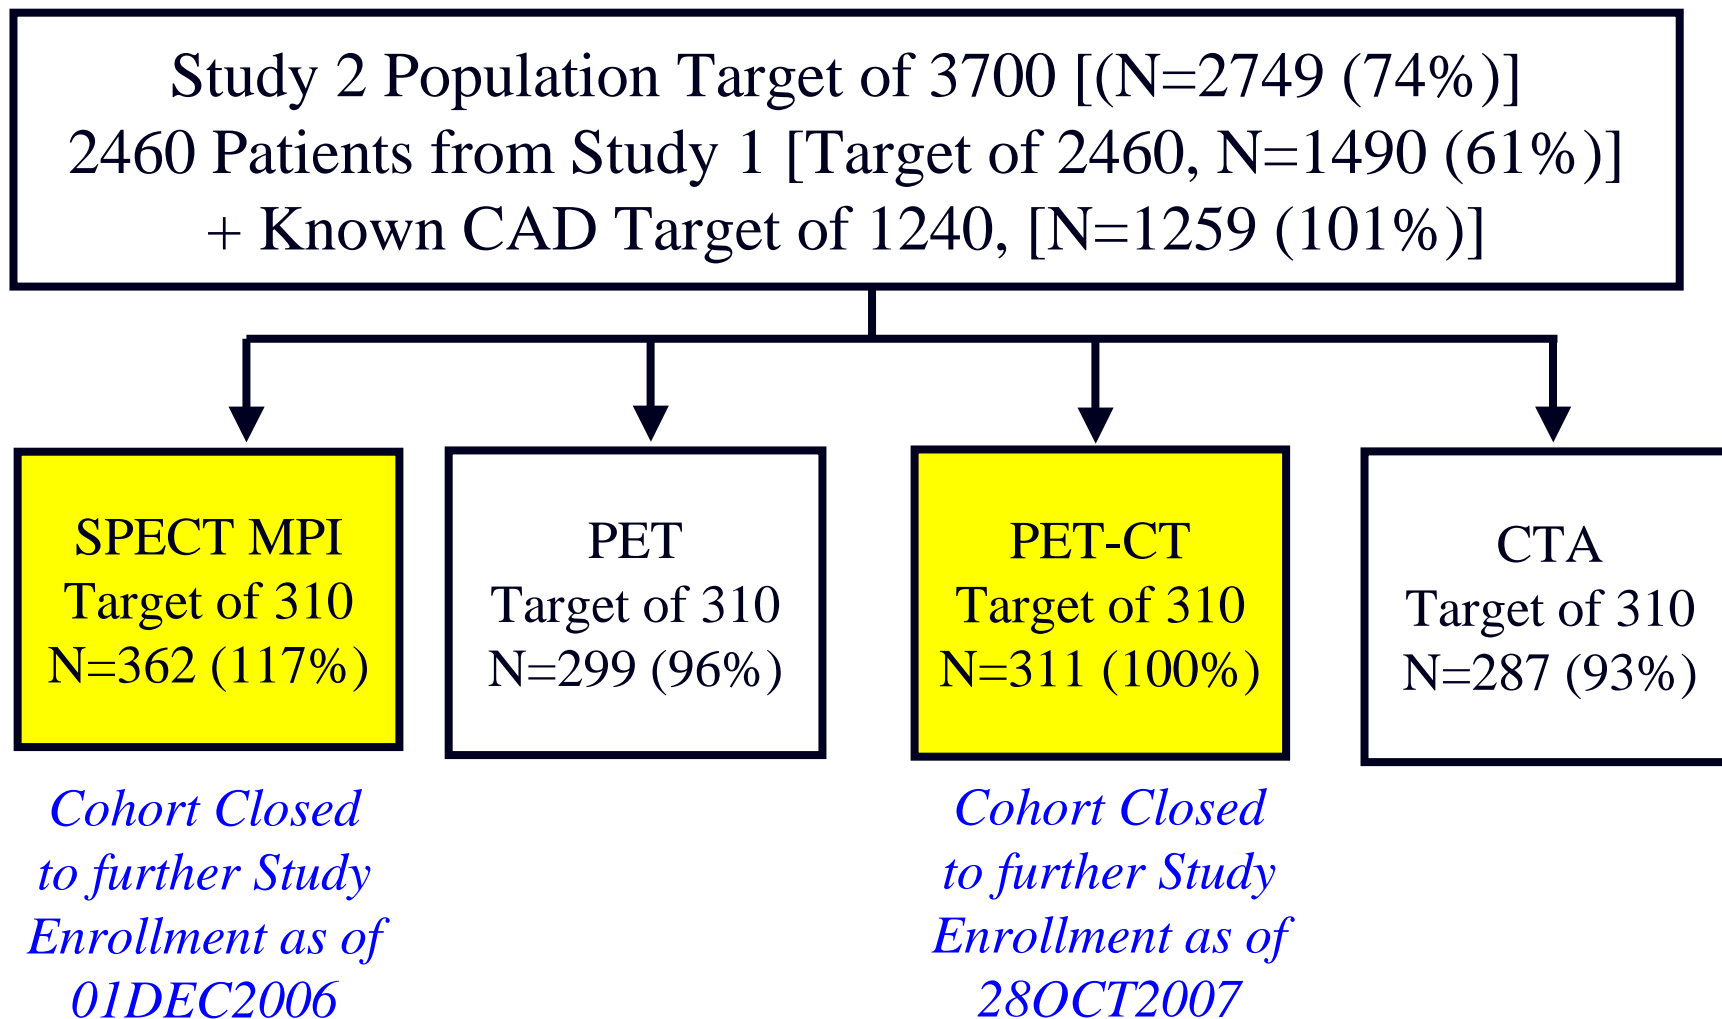 Study 2 Population Target of 3700 [(N=2749 (74%)]
2460 Patients from Study 1 [Target of 2460, N=1490 (61%)]
+ Known CAD Target of 1240, [N=1259 (101%)]
SPECT MPI
Target of 310
N=362 (117%)
PET
Target of 310
N=299 (96%)
PET-CT
Target of 310
N=311 (100%)
CTA
Target of 310
N=287 (93%)
Cohort Closed
to further Study
Enrollment as of
01DEC2006
Cohort Closed
to further Study
Enrollment as of
28OCT2007